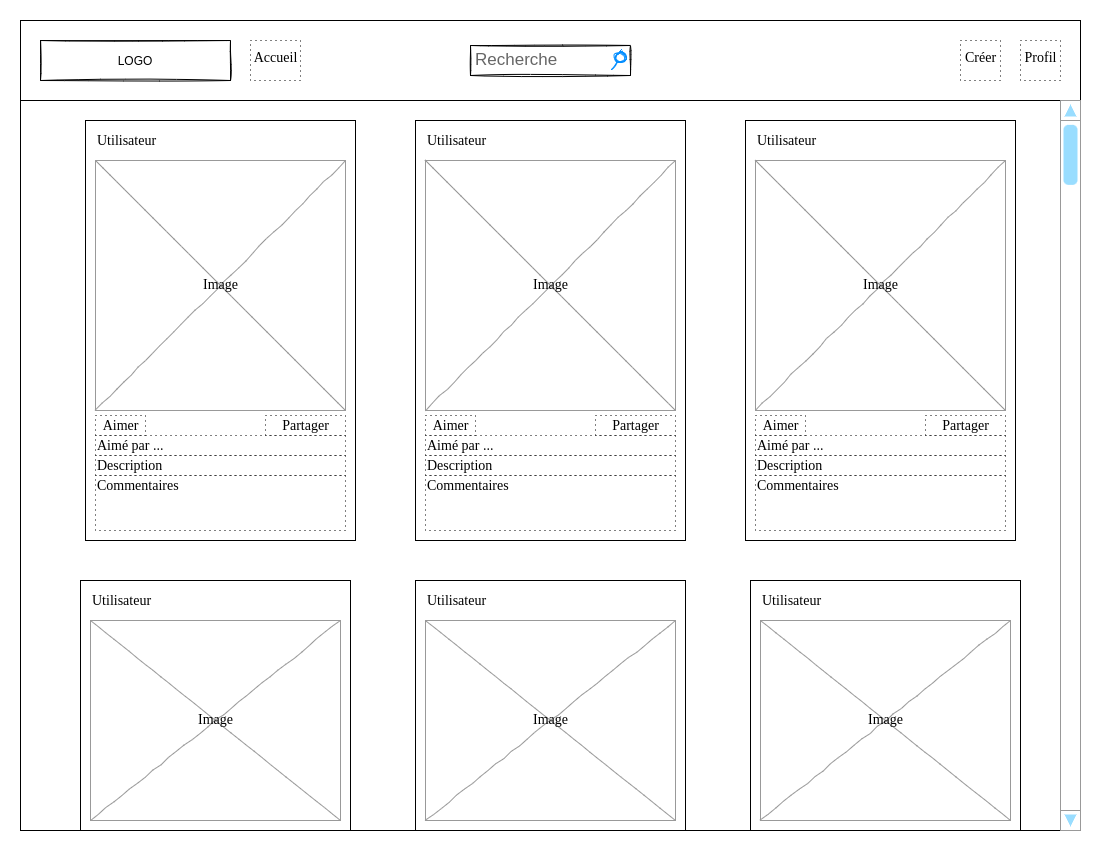 LOGO Accueil Recherche Créer Profil
Utilisateur Utilisateur Utilisateur
Image Image Image
Aimer Partager Aimer Partager Aimer Partager
Aimé par ... Aimé par ... Aimé par ...
Description Description Description
Commentaires Commentaires Commentaires
Utilisateur Utilisateur Utilisateur
Image Image Image